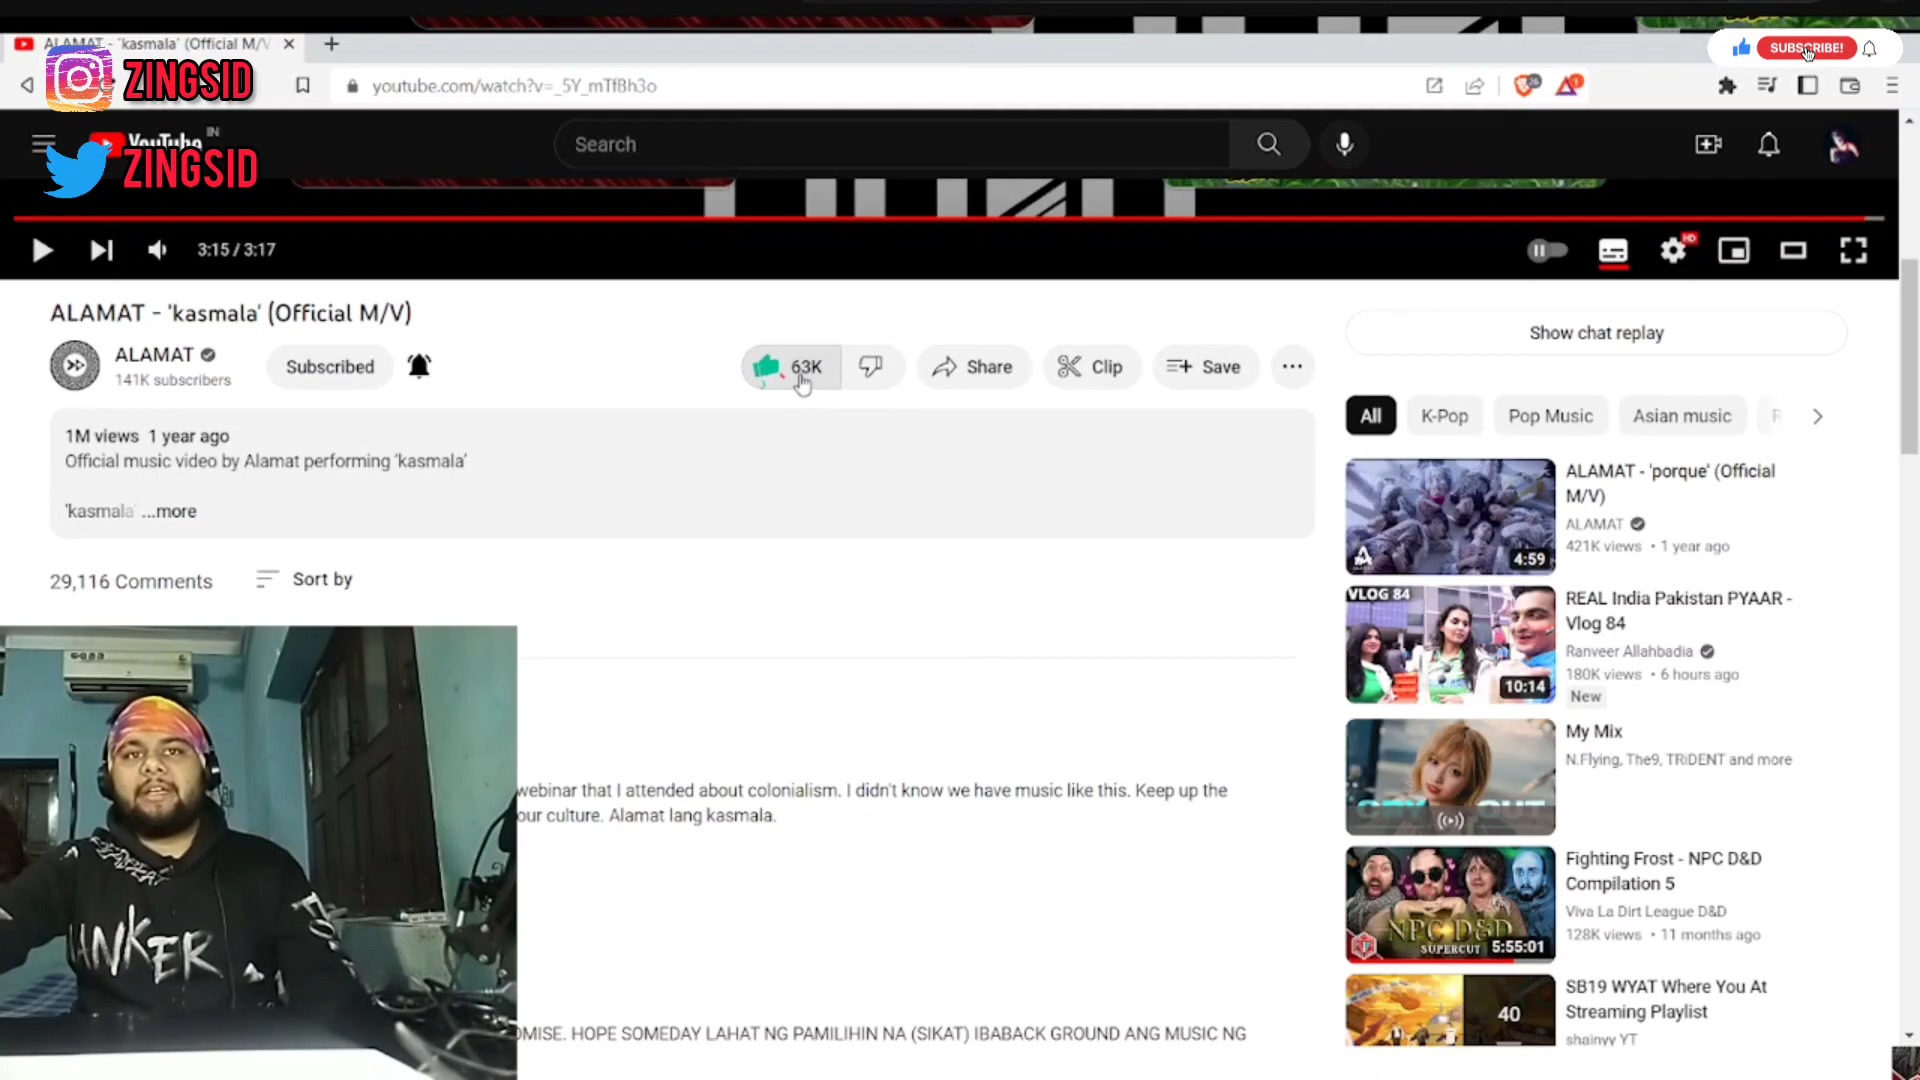 ALAMAT - 'kasmala' (Official M/V
SUBSCRIBE!
ZINGSID
youtube.com/watch?v=_5Y_mTfBh3o
YouTube IN
Search
ZINGSID
3:15 / 3:17
HD
ALAMAT - 'kasmala' (Official M/V)
ALAMAT
141K subscribers
Subscribed
63K
Share
Clip
Save
Show chat replay
1M views 1 year ago
Official music video by Alamat performing 'kasmala'
'kasmala' ...more
29,116 Comments
Sort by
All
K-Pop
Pop Music
Asian music
ALAMAT - 'porque' (Official
M/V)
ALAMAT
421K views • 1 year ago
4:59
VLOG 84
10:14
REAL India Pakistan PYAAR -
Vlog 84
Ranveer Allahbadia
180K views • 6 hours ago
New
My Mix
N.Flying, The9, TRiDENT and more
webinar that I attended about colonialism. I didn't know we have music like this. Keep up the
our culture. Alamat lang kasmala.
NPC D&D
SUPERCUT
5:55:01
Fighting Frost - NPC D&D
Compilation 5
Viva La Dirt League D&D
128K views • 11 months ago
40
SB19 WYAT Where You At
Streaming Playlist
shainyy YT
HOPE SOMEDAY LAHAT NG PAMILIHIN NA (SIKAT) IBABACK GROUND ANG MUSIC NG